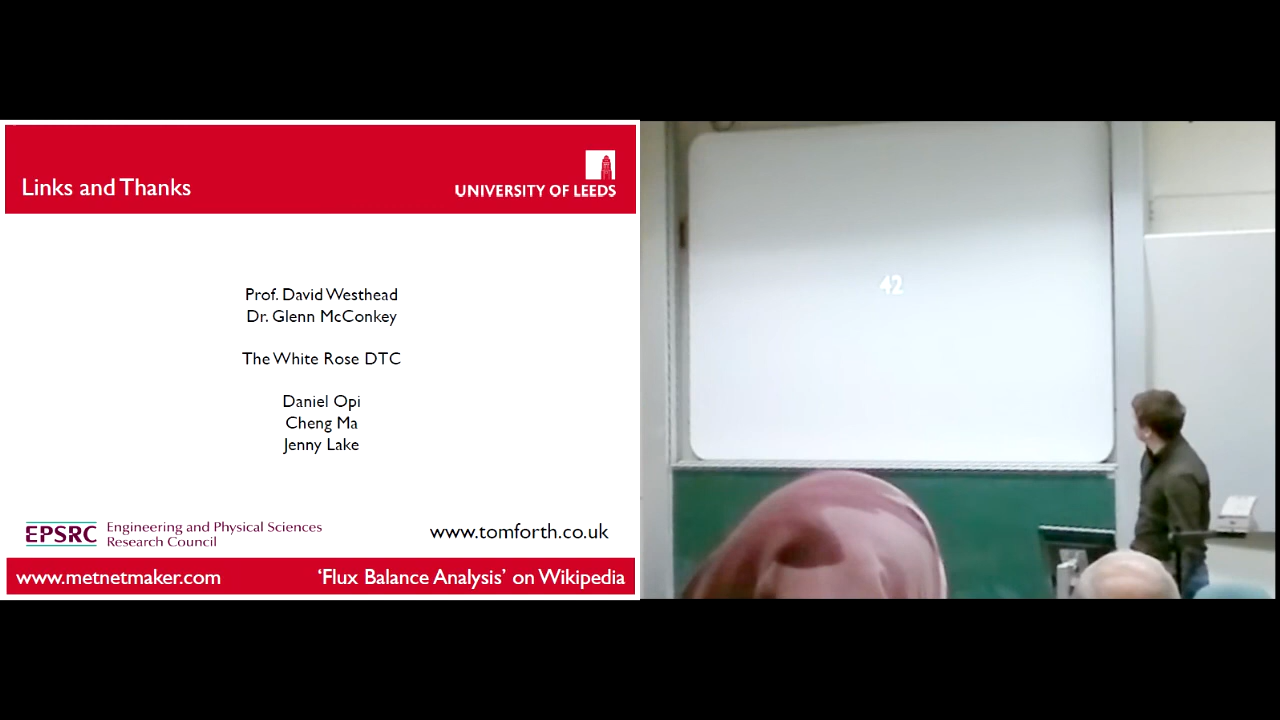 Links and Thanks
UNIVERSITY OF LEEDS
Prof. David Westhead
Dr. Glenn McConkey
The White Rose DTC
Daniel Opi
Cheng Ma
Jenny Lake
EPSRC
Engineering and Physical Sciences
Research Council
www.tomforth.co.uk
www.metnetmaker.com
‘Flux Balance Analysis’ on Wikipedia
42